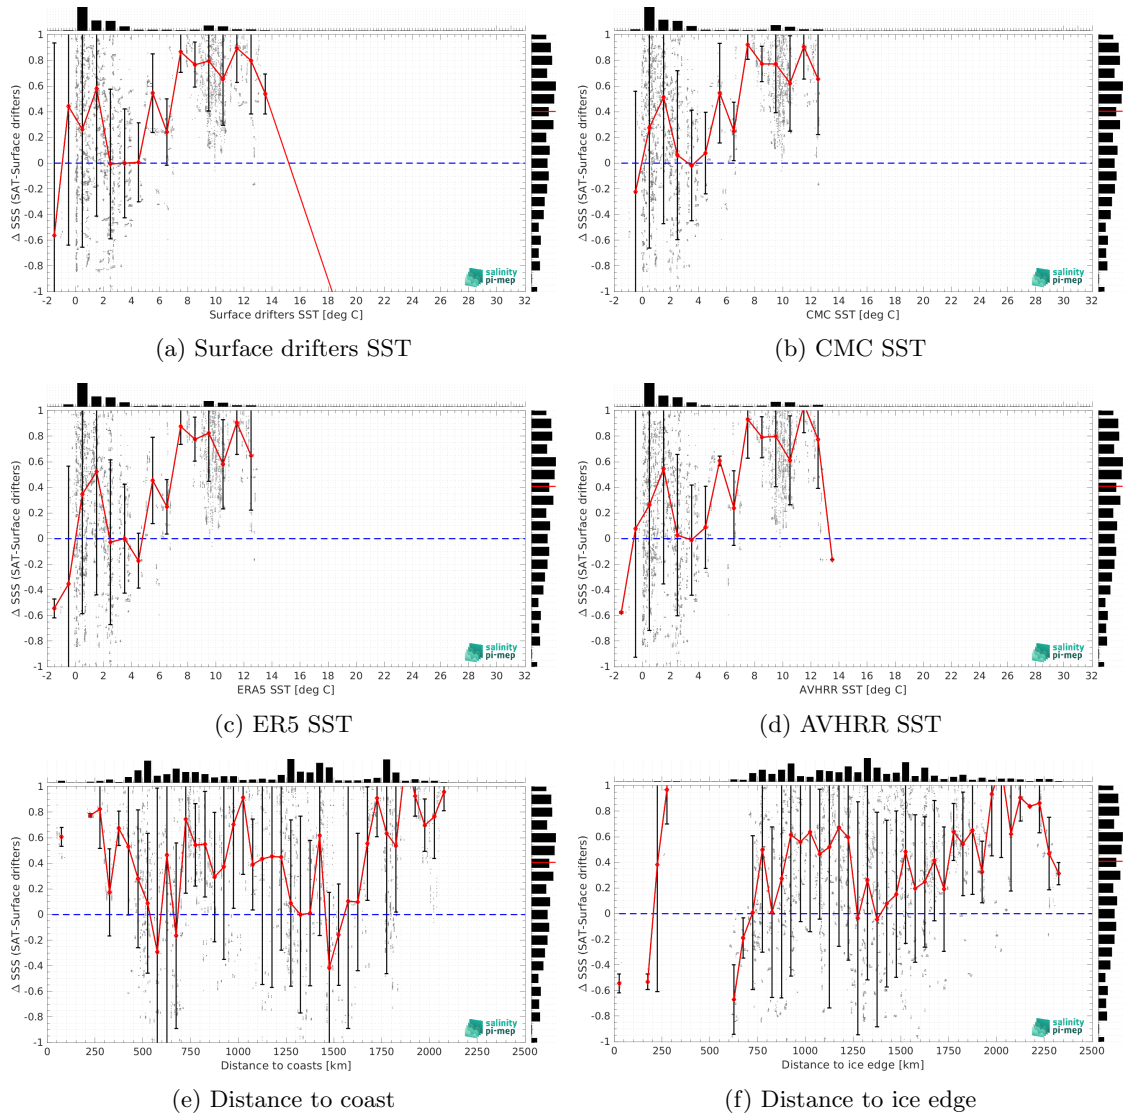 1
0.8
0.6
0.4
0.2
0
-0.2
-0.4
-0.6
-0.8
-1
Δ SSS (SAT-Surface drifters)
-2 0 2 4 6 8 10 12 14 16 18 20 22 24 26 28 30 32
Surface drifters SST [deg C]
salinity
pi-mep
(a) Surface drifters SST
1
0.8
0.6
0.4
0.2
0
-0.2
-0.4
-0.6
-0.8
-1
Δ SSS (SAT-Surface drifters)
-2 0 2 4 6 8 10 12 14 16 18 20 22 24 26 28 30 32
CMC SST [deg C]
salinity
pi-mep
(b) CMC SST
1
0.8
0.6
0.4
0.2
0
-0.2
-0.4
-0.6
-0.8
-1
Δ SSS (SAT-Surface drifters)
-2 0 2 4 6 8 10 12 14 16 18 20 22 24 26 28 30 32
ERA5 SST [deg C]
salinity
pi-mep
(c) ER5 SST
1
0.8
0.6
0.4
0.2
0
-0.2
-0.4
-0.6
-0.8
-1
Δ SSS (SAT-Surface drifters)
-2 0 2 4 6 8 10 12 14 16 18 20 22 24 26 28 30 32
AVHRR SST [deg C]
salinity
pi-mep
(d) AVHRR SST
1
0.8
0.6
0.4
0.2
0
-0.2
-0.4
-0.6
-0.8
-1
Δ SSS (SAT-Surface drifters)
0 250 500 750 1000 1250 1500 1750 2000 2250 2500
Distance to coasts [km]
salinity
pi-mep
(e) Distance to coast
1
0.8
0.6
0.4
0.2
0
-0.2
-0.4
-0.6
-0.8
-1
Δ SSS (SAT-Surface drifters)
0 250 500 750 1000 1250 1500 1750 2000 2250 2500
Distance to ice edge [km]
salinity
pi-mep
(f) Distance to ice edge